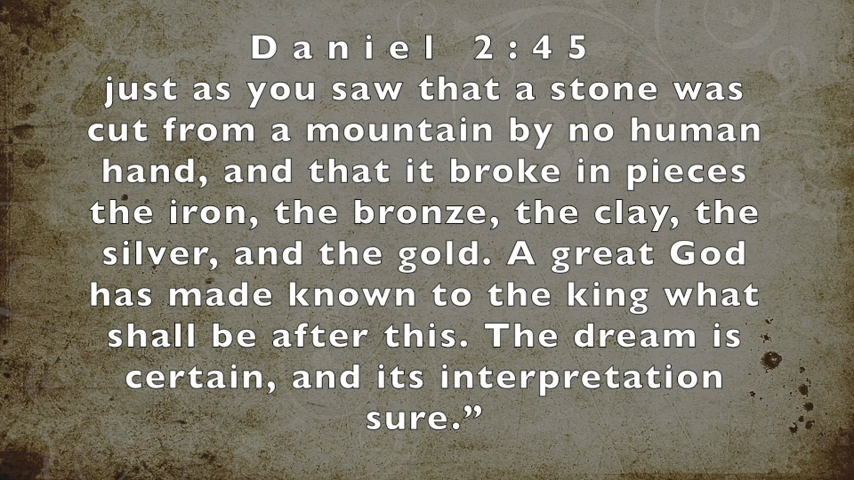 Daniel 2:45
just as you saw that a stone was
cut from a mountain by no human
hand, and that it broke in pieces
the iron, the bronze, the clay, the
silver, and the gold. A great God
has made known to the king what
shall be after this. The dream is
certain, and its interpretation
sure.”